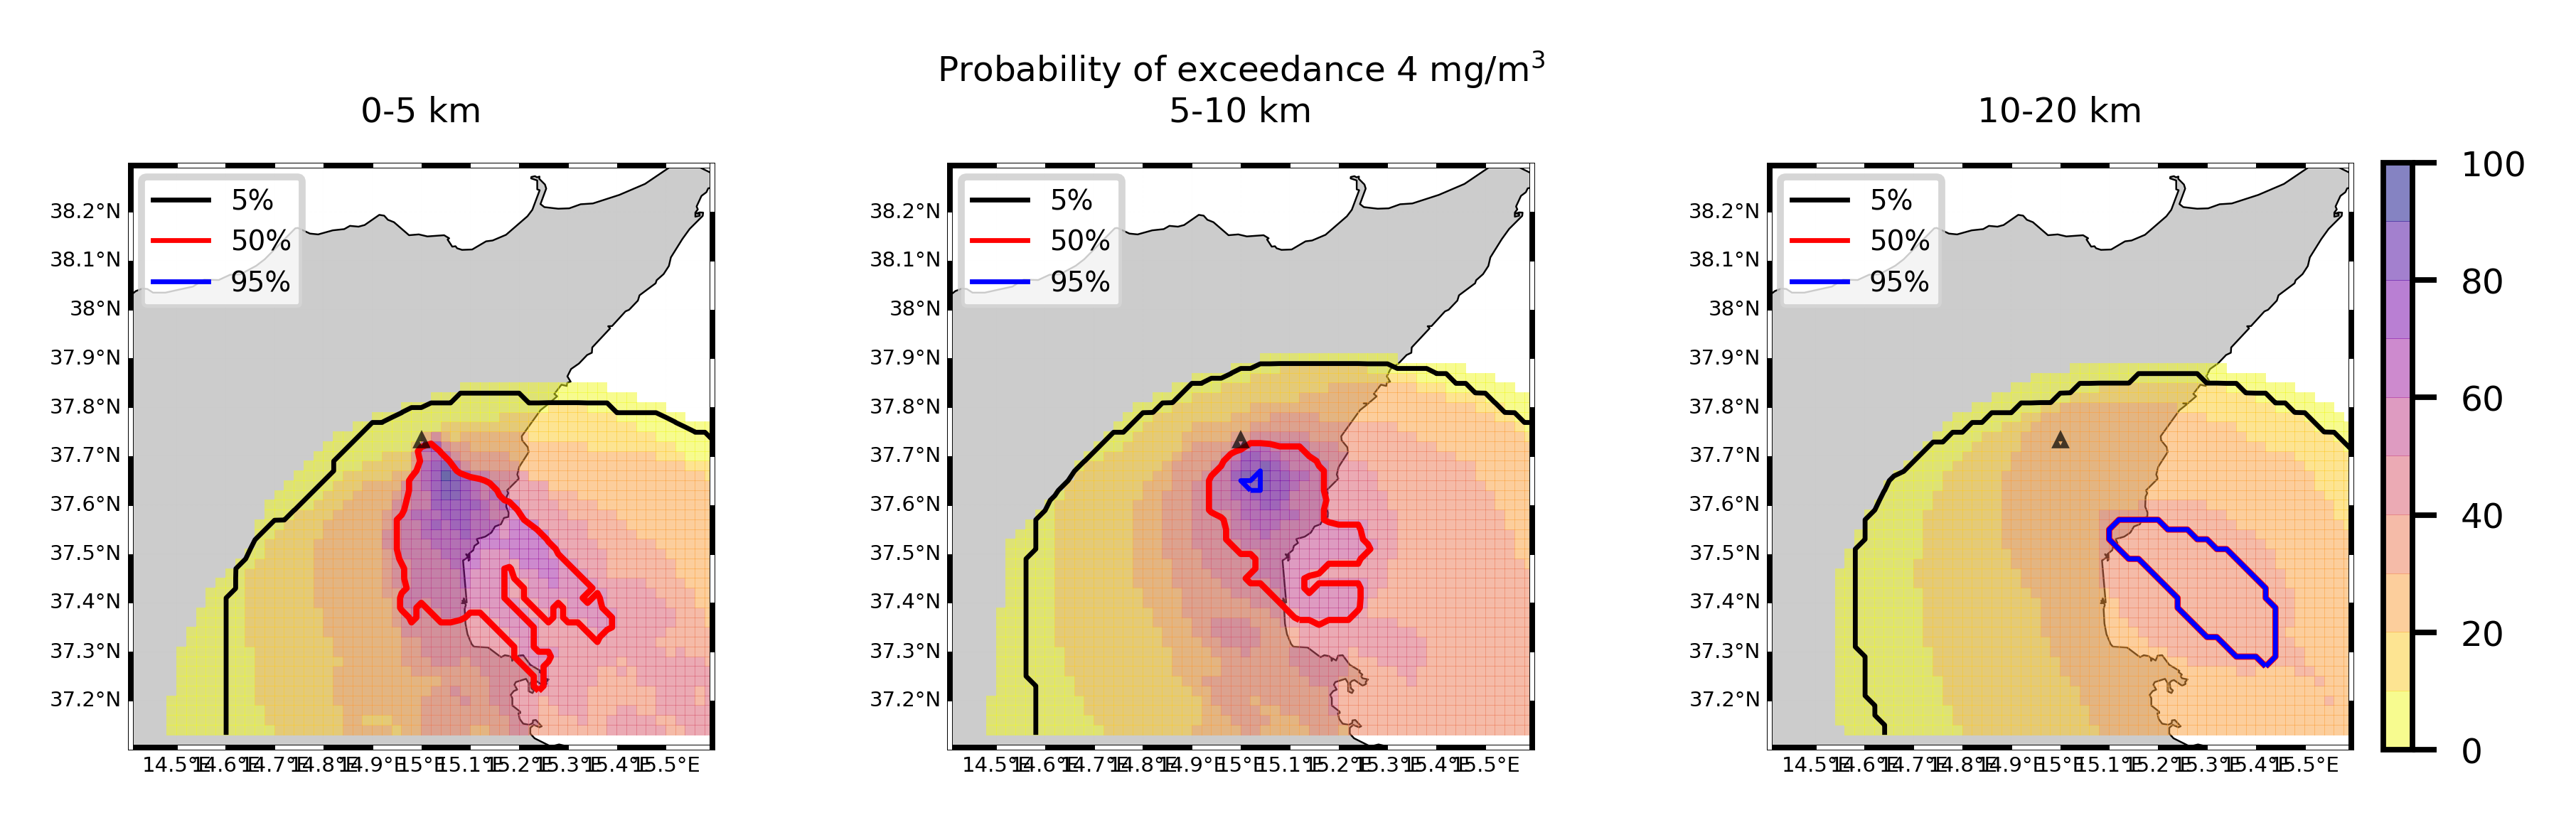 Probability of exceedance 4 mg/m³
0-5 km
5-10 km
10-20 km
5%
50%
95%
38.2°N
38.1°N
38°N
37.9°N
37.8°N
37.7°N
37.6°N
37.5°N
37.4°N
37.3°N
37.2°N
14.5°E 14.6°E 14.7°E 14.8°E 14.9°E 15°E 15.1°E 15.2°E 15.3°E 15.4°E 15.5°E
5%
50%
95%
38.2°N
38.1°N
38°N
37.9°N
37.8°N
37.7°N
37.6°N
37.5°N
37.4°N
37.3°N
37.2°N
14.5°E 14.6°E 14.7°E 14.8°E 14.9°E 15°E 15.1°E 15.2°E 15.3°E 15.4°E 15.5°E
5%
50%
95%
38.2°N
38.1°N
38°N
37.9°N
37.8°N
37.7°N
37.6°N
37.5°N
37.4°N
37.3°N
37.2°N
14.5°E 14.6°E 14.7°E 14.8°E 14.9°E 15°E 15.1°E 15.2°E 15.3°E 15.4°E 15.5°E
100
80
60
40
20
0